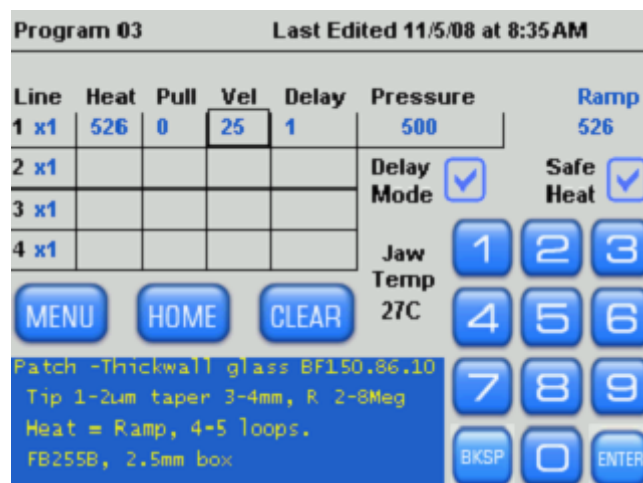 Program 03 Last Edited 11/5/08 at 8:35AM
Line Heat Pull Vel Delay Pressure Ramp
1 x1 526 0 25 1 500 526
2 x1 Delay Mode Safe Heat
3 x1
4 x1 Jaw Temp 27C
1 2 3
MENU HOME CLEAR 4 5 6
Patch -Thickwall glass BF150.86.10
Tip 1-2um taper 3-4mm, R 2-8Meg
Heat = Ramp, 4-5 loops.
FB255B, 2.5mm box
7 8 9
BKSP 0 ENTER